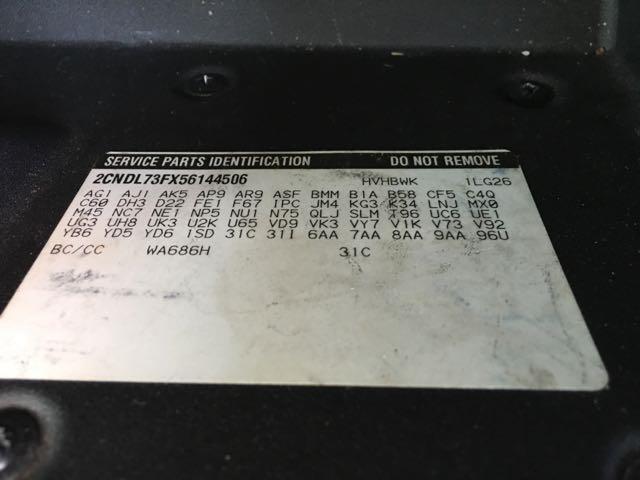 SERVICE PARTS IDENTIFICATION DO NOT REMOVE
2CNDL73FX56144506 HVHBWK 1LG26
AG1 AJ1 AK5 AP9 AR9 ASF BMM B1A B58 CF5 C4Q
C60 DH3 D22 FE1 F67 IPC JM4 KG3 K34 LNJ MX0
M45 NC7 NE1 NP5 NU1 N75 QLJ SLM T96 UC6 UE1
UG3 UH8 UK3 U2K U65 VD9 VK3 VY7 V1K V73 V92
YB6 YD5 YD6 1SD 31C 31I 6AA 7AA 8AA 9AA 96U
BC/CC WA686H 31C